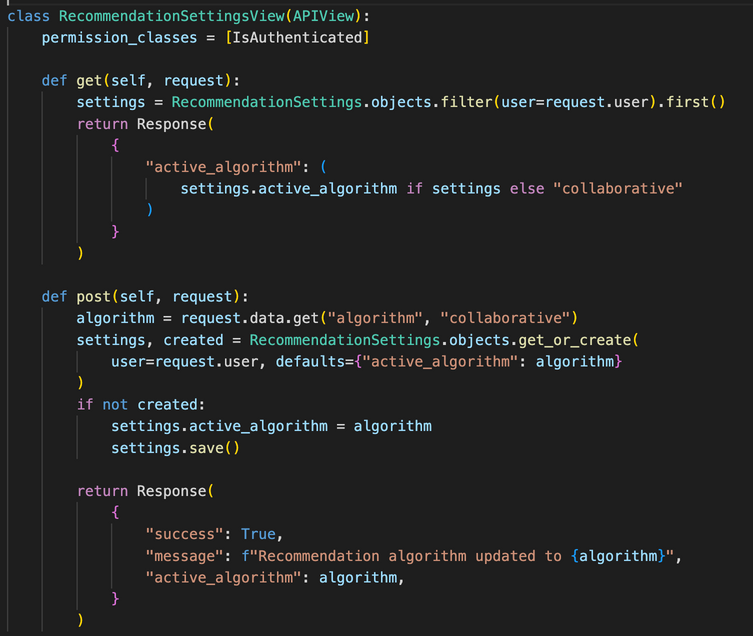 class RecommendationSettingsView(APIView):
    permission_classes = [IsAuthenticated]

    def get(self, request):
        settings = RecommendationSettings.objects.filter(user=request.user).first()
        return Response(
            {
                "active_algorithm": (
                    settings.active_algorithm if settings else "collaborative"
                )
            }
        )

    def post(self, request):
        algorithm = request.data.get("algorithm", "collaborative")
        settings, created = RecommendationSettings.objects.get_or_create(
            user=request.user, defaults={"active_algorithm": algorithm}
        )
        if not created:
            settings.active_algorithm = algorithm
            settings.save()

        return Response(
            {
                "success": True,
                "message": f"Recommendation algorithm updated to {algorithm}",
                "active_algorithm": algorithm,
            }
        )